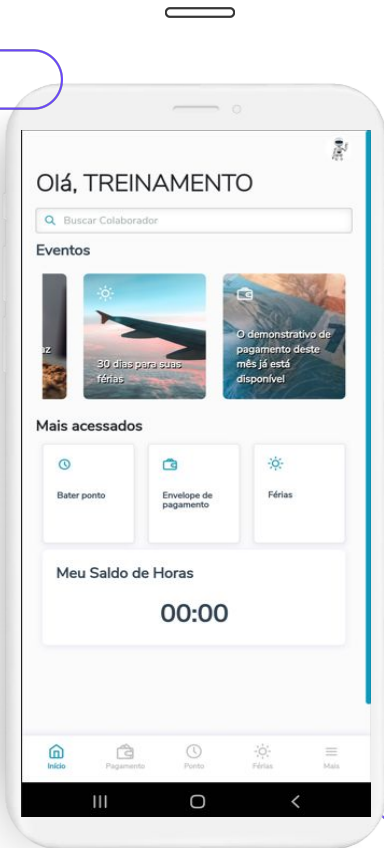 Olá, TREINAMENTO
Buscar Colaborador
Eventos
az
30 dias para suas
férias
O demonstrativo de
pagamento deste
mês já está
disponível
Mais acessados
Bater ponto
Envelope de
pagamento
Férias
Meu Saldo de Horas
00:00
Início
Pagamento
Ponto
Férias
Mais